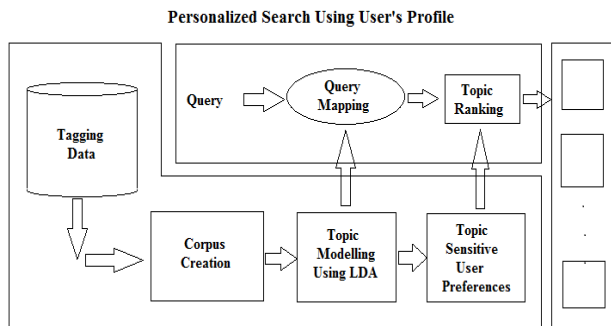 Personalized Search Using User's Profile
Query
Query
Mapping
Topic
Ranking
Tagging
Data
Corpus
Creation
Topic
Modelling
Using LDA
Topic
Sensitive
User
Preferences